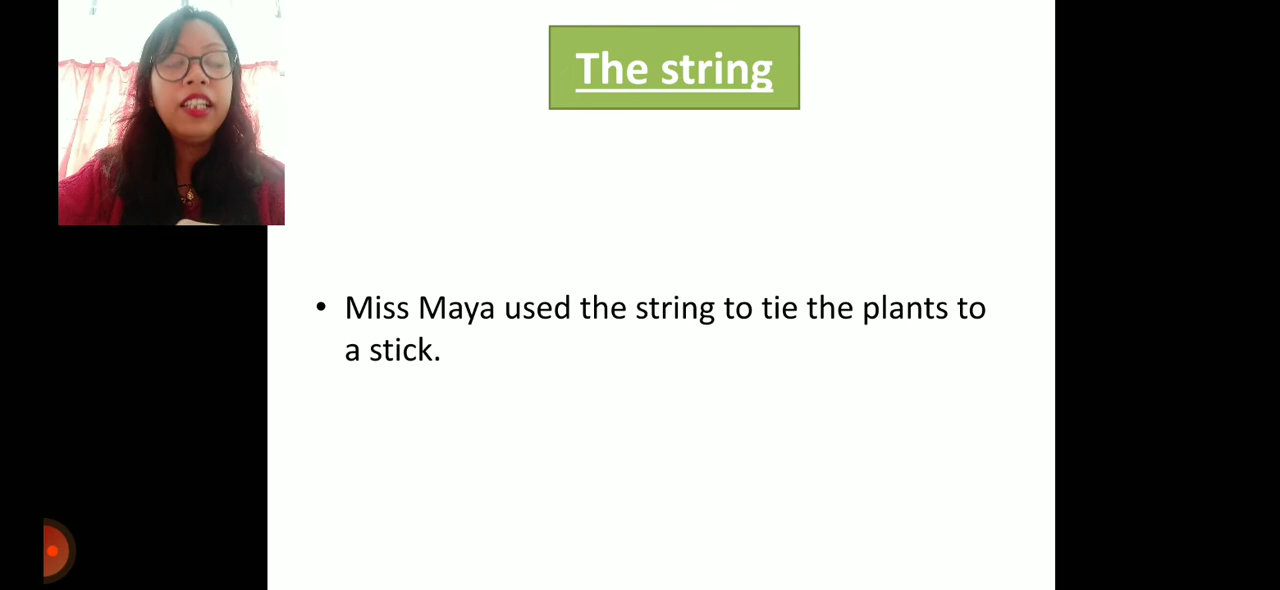 The string
• Miss Maya used the string to tie the plants to
a stick.